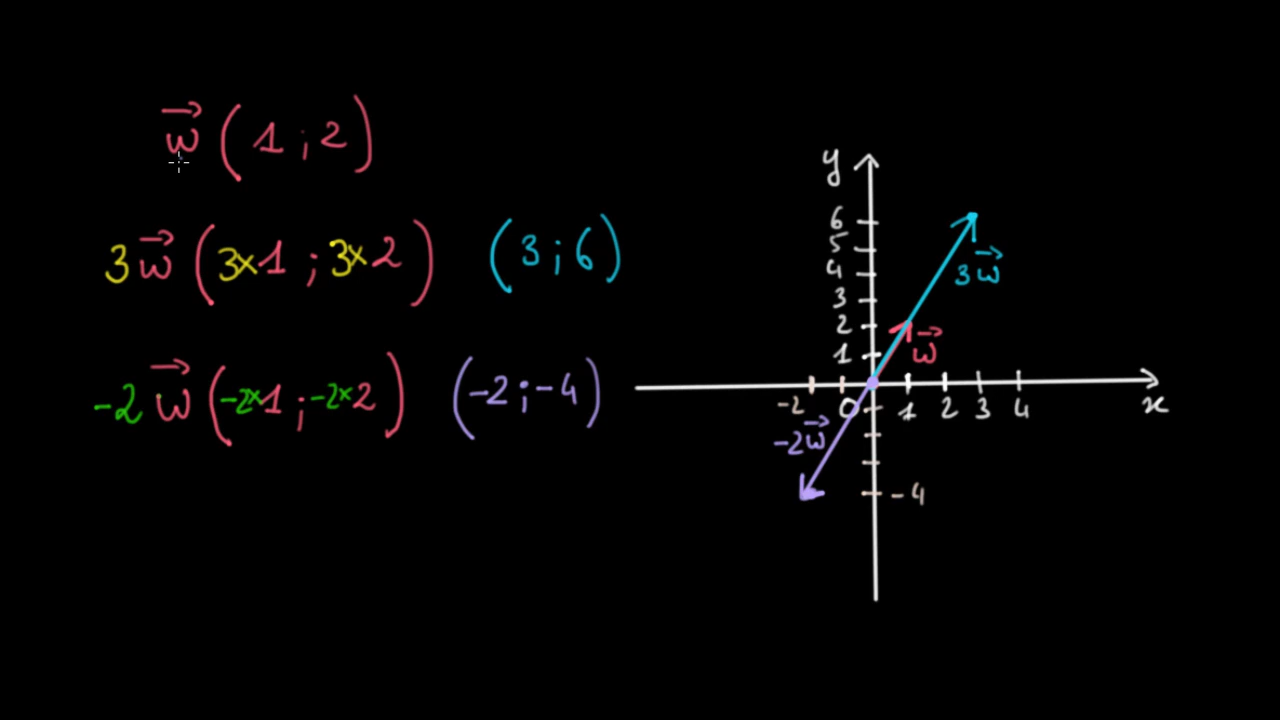 w⃗ (1 ; 2)
3w⃗ (3×1 ; 3×2) (3 ; 6)
-2w⃗ (-2×1 ; -2×2) (-2 ; -4)
y
6
5
4
3
2
1
3w⃗
w⃗
-2 0 1 2 3 4 x
-2w⃗
-4